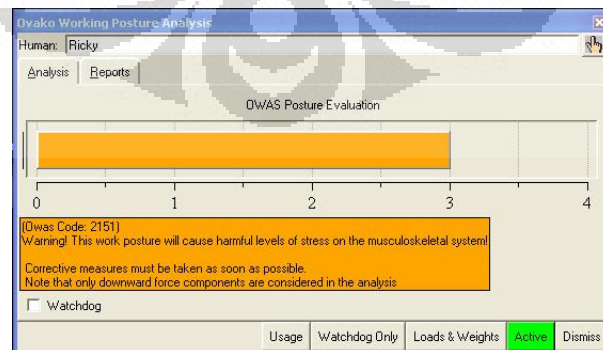 Ovako Working Posture Analysis
Human: Ricky
Analysis Reports
OWAS Posture Evaluation
0 1 2 3 4
(Owas Code: 2151)
Warning! This work posture will cause harmful levels of stress on the musculoskeletal system!
Corrective measures must be taken as soon as possible.
Note that only downward force components are considered in the analysis
Watchdog
Usage Watchdog Only Loads & Weights Active Dismiss